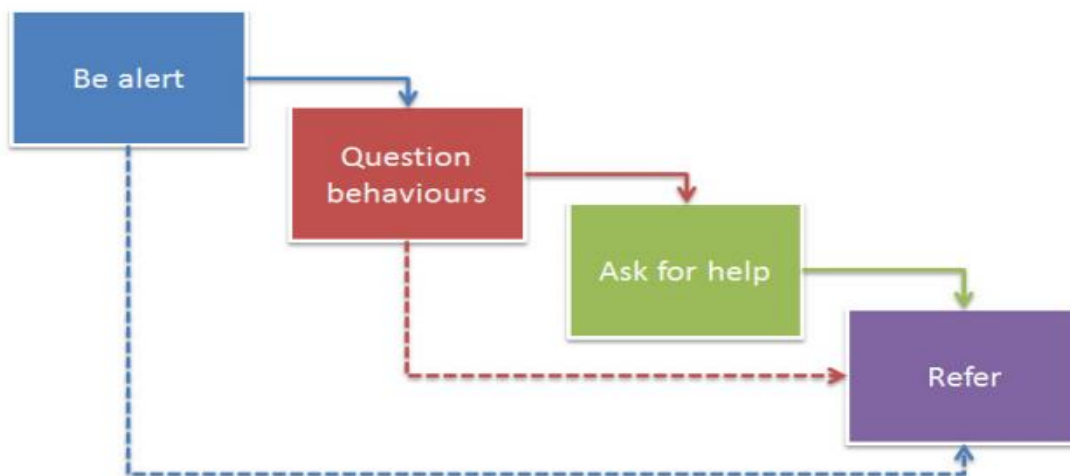 Be alert
Question
behaviours
Ask for help
Refer